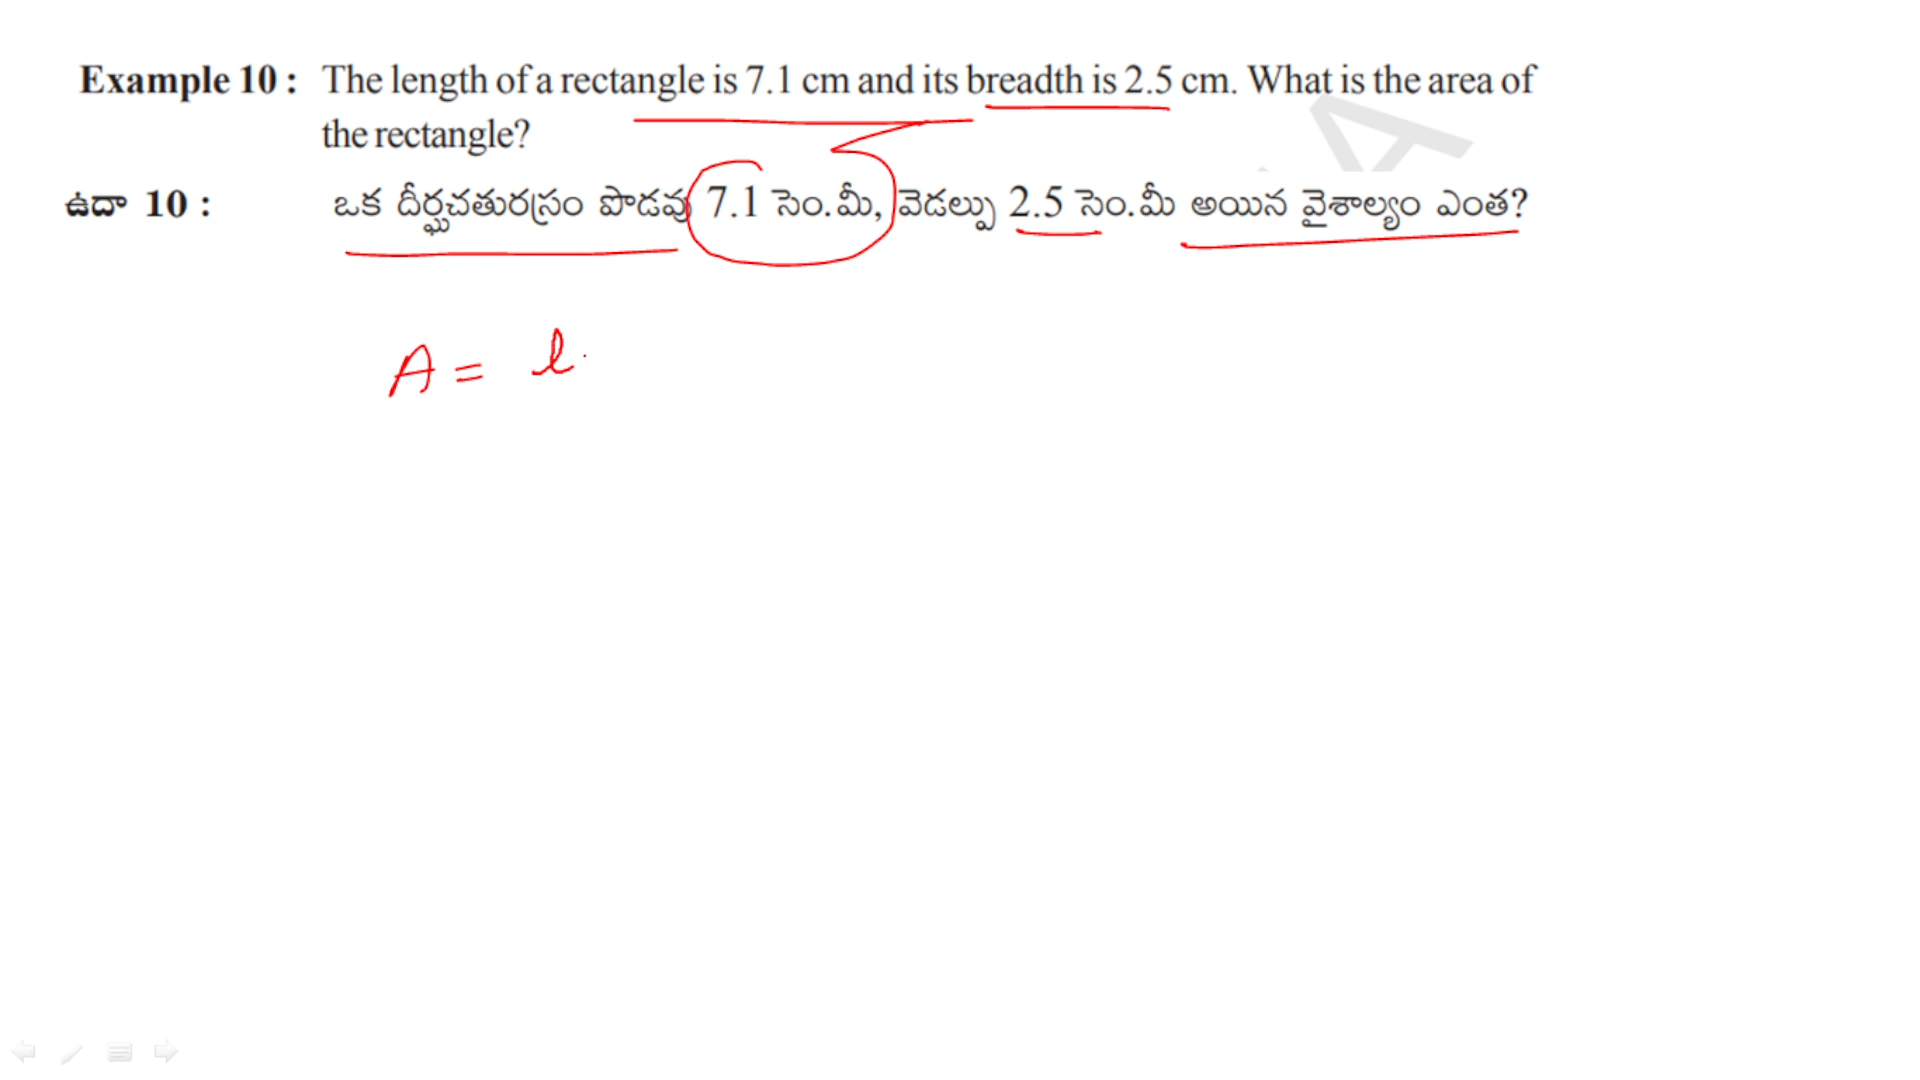 Example 10 : The length of a rectangle is 7.1 cm and its breadth is 2.5 cm. What is the area of
the rectangle?
ఉదా 10 : ఒక దీర్ఘచతురస్రం పొడవు 7.1 సెం.మీ, వెడల్పు 2.5 సెం.మీ అయిన వైశాల్యం ఎంత?
A = l